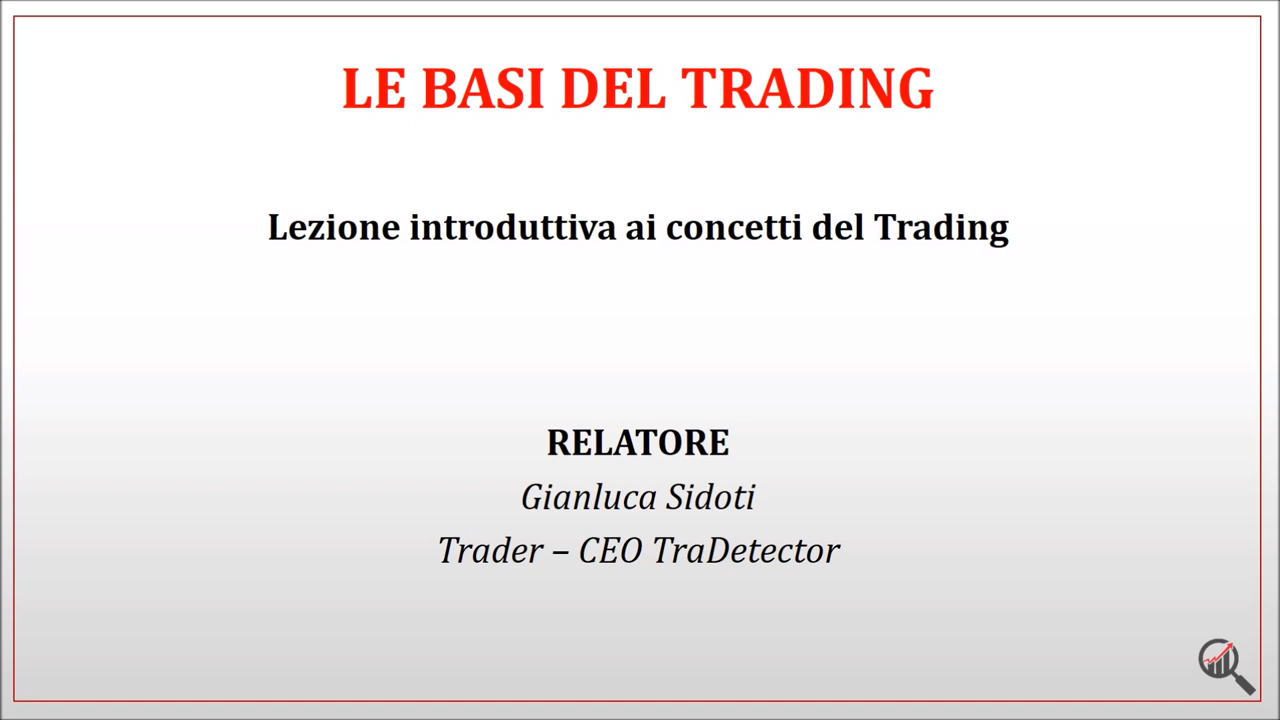 LE BASI DEL TRADING
Lezione introduttiva ai concetti del Trading
RELATORE
Gianluca Sidoti
Trader – CEO TraDetector